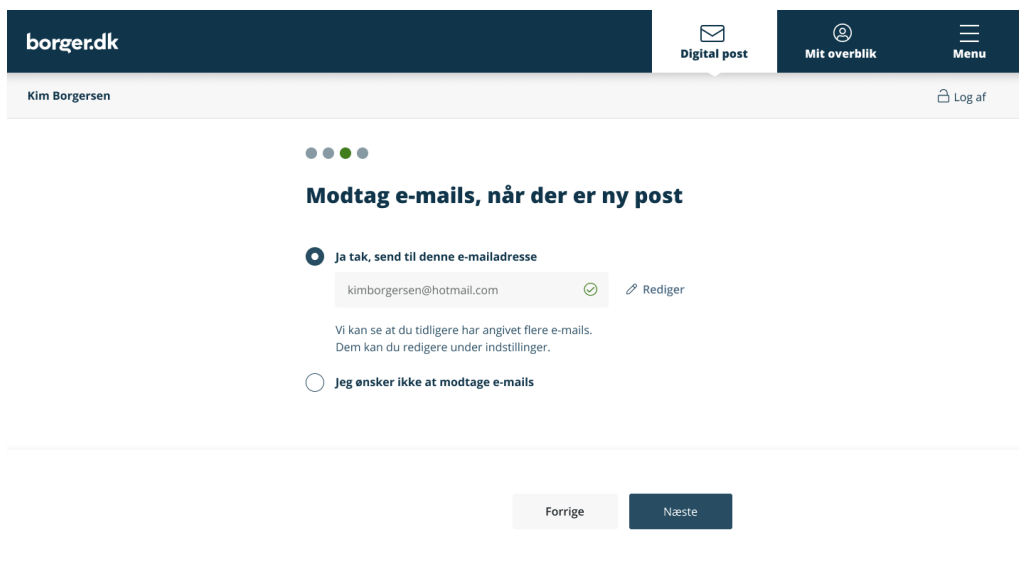 borger.dk
Digital post
Mit overblik
Menu
Kim Borgersen
Log af
Modtag e-mails, når der er ny post
Ja tak, send til denne e-mailadresse
kimborgersen@hotmail.com
Rediger
Vi kan se at du tidligere har angivet flere e-mails.
Dem kan du redigere under indstillinger.
Jeg ønsker ikke at modtage e-mails
Forrige
Næste